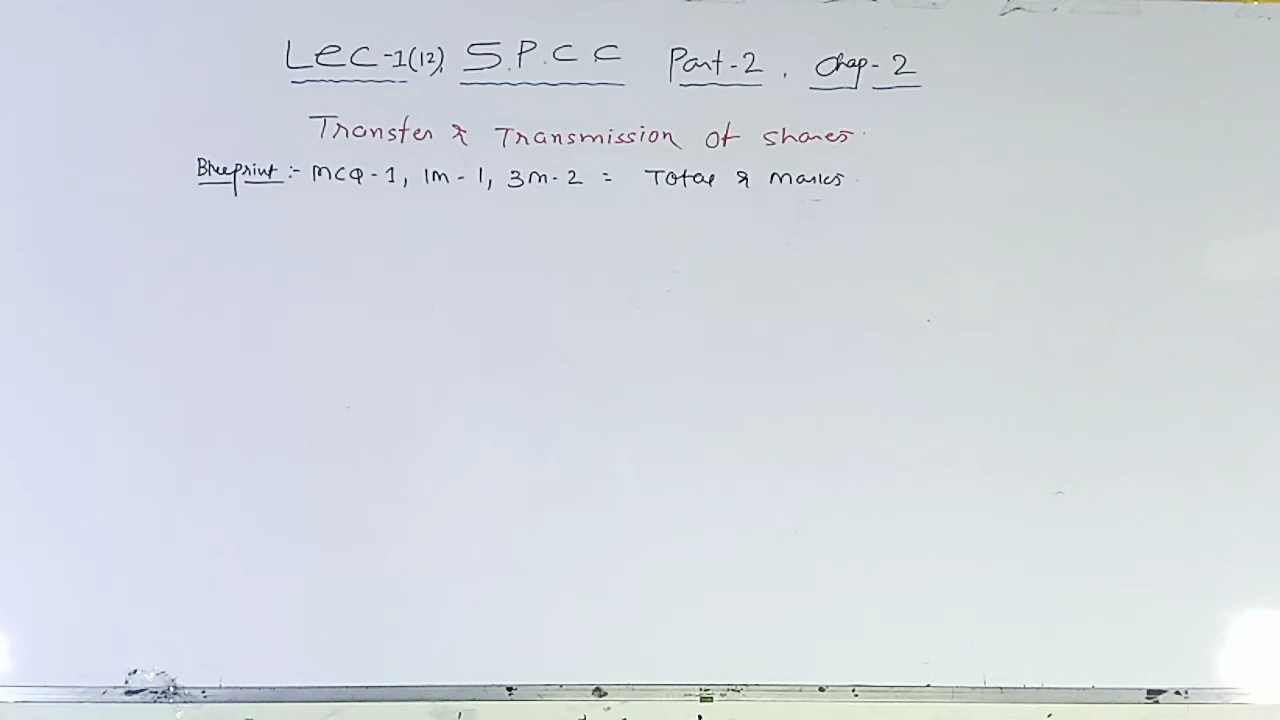 Lec-1(12), S.P.C.C Part-2, Chap-2
Transfer & Transmission of shares.
Blueprint :- MCQ-1, 1M-1, 3M-2 = Total 8 Marks